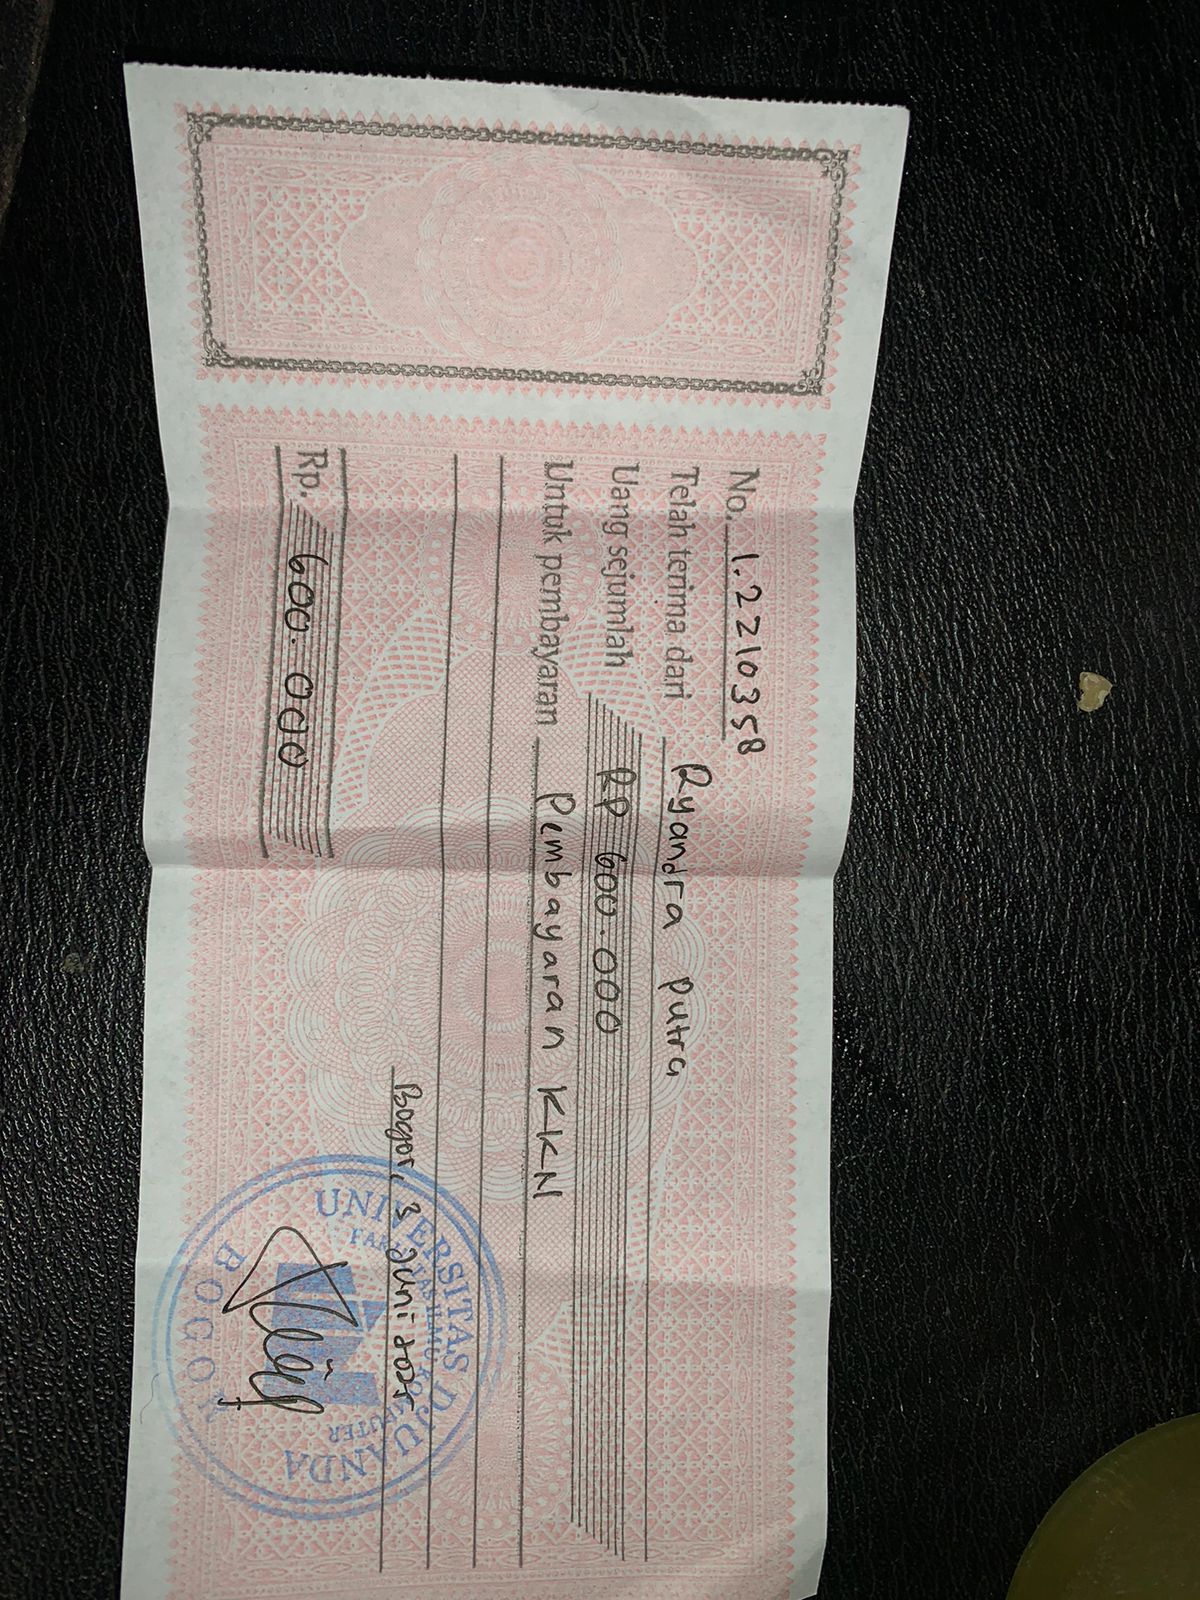 No. 1.2210358
Telah terima dari Ryandra Putra
Uang sejumlah RP 600.000
Untuk pembayaran Pembayaran KKN
Bogor, 3 Juni 2025
Rp. 600.000
UNIVERSITAS DJUANDA
FAKULTAS ILMU KOMPUTER
BOGOR